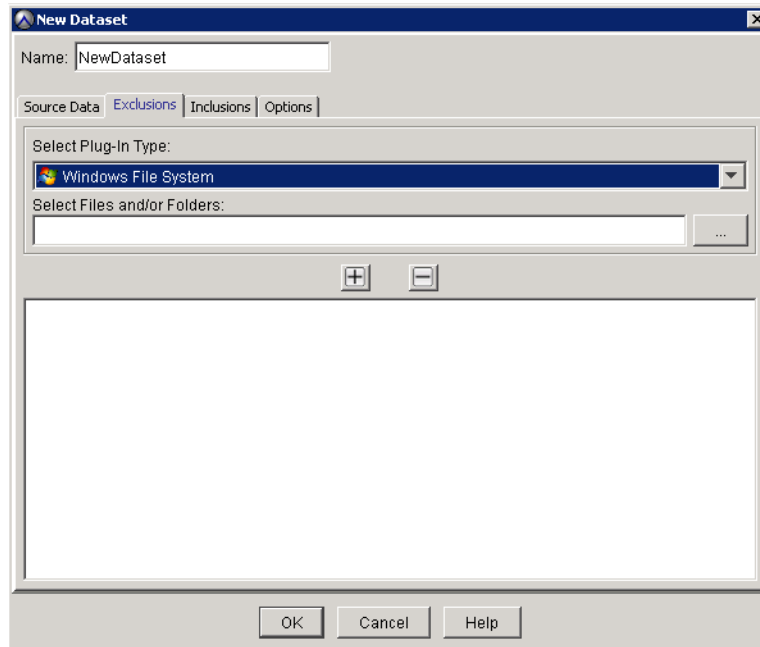 New Dataset
Name: NewDataset
Source Data Exclusions Inclusions Options
Select Plug-In Type:
Windows File System
Select Files and/or Folders:
...
OK Cancel Help